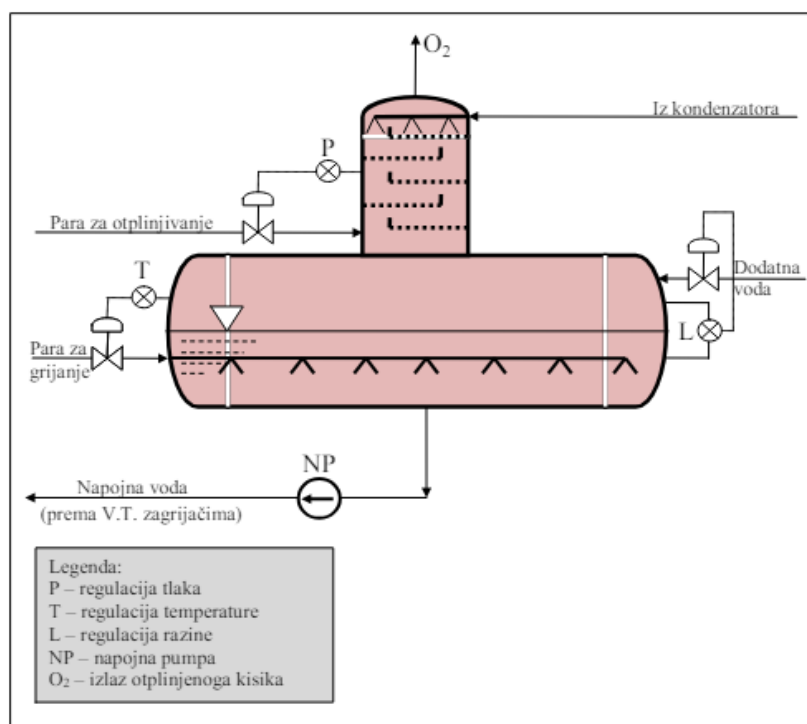 O₂
Iz kondenzatora
P
Para za otplinjivanje
T
Dodatna
voda
L
Para za
grijanje
NP
Napojna voda
(prema V.T. zagrijačima)
Legenda:
P – regulacija tlaka
T – regulacija temperature
L – regulacija razine
NP – napojna pumpa
O₂ – izlaz otplinjenoga kisika